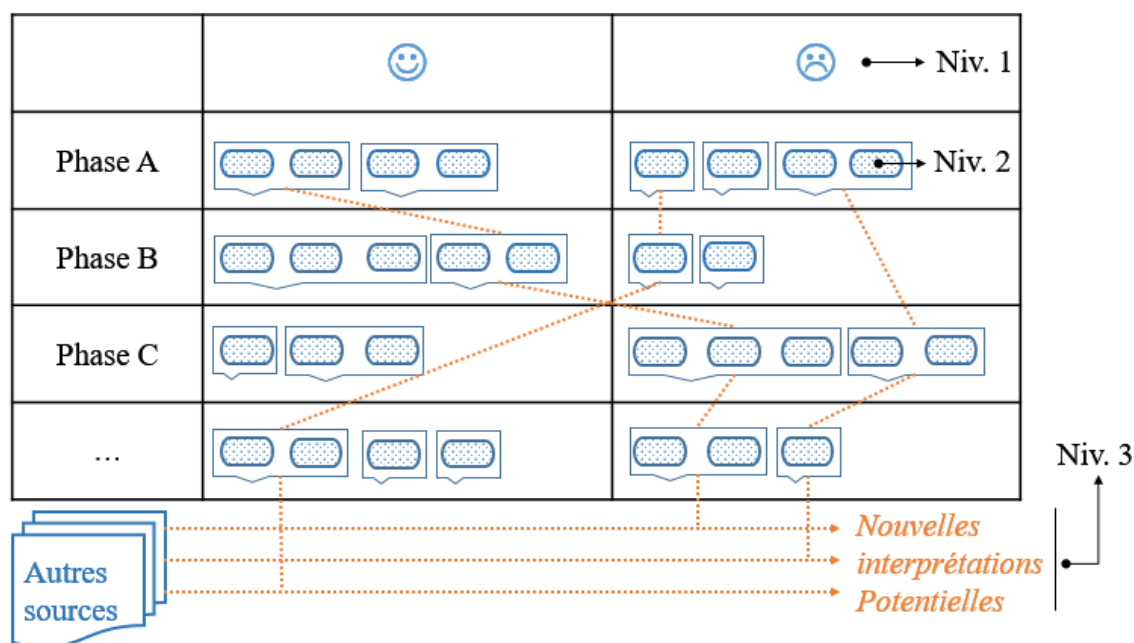 Niv. 1
Phase A
Niv. 2
Phase B
Phase C
...
Niv. 3
Autres
sources
Nouvelles
interprétations
Potentielles